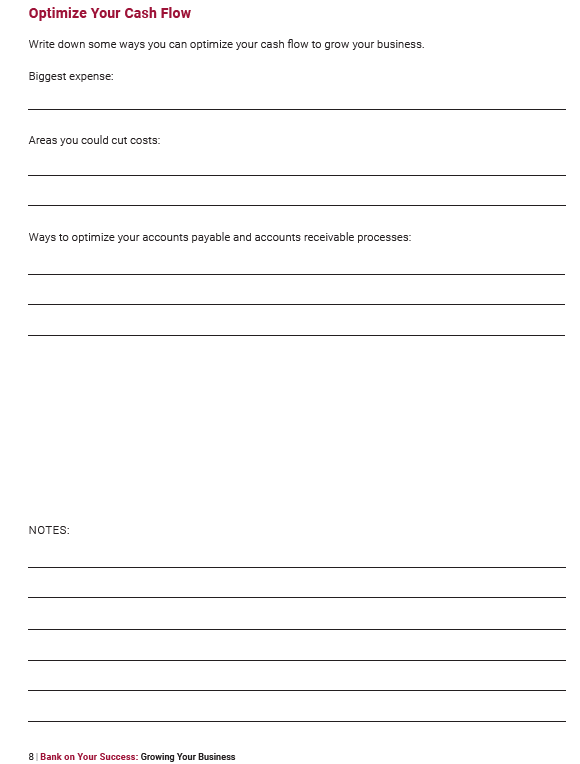 Optimize Your Cash Flow
Write down some ways you can optimize your cash flow to grow your business.
Biggest expense:
Areas you could cut costs:
Ways to optimize your accounts payable and accounts receivable processes:
NOTES:
8 | Bank on Your Success: Growing Your Business